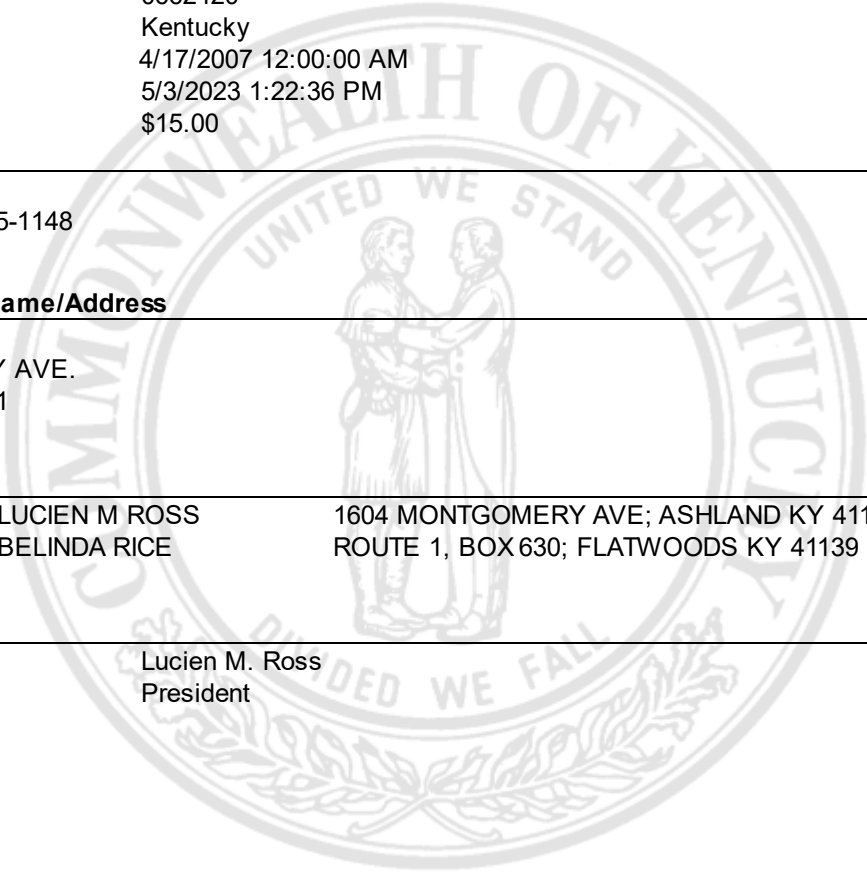 Kentucky
4/17/2007 12:00:00 AM
5/3/2023 1:22:36 PM
$15.00
5-1148
ame/Address
Y AVE.
1
LUCIEN M ROSS 1604 MONTGOMERY AVE; ASHLAND KY 411
BELINDA RICE ROUTE 1, BOX 630; FLATWOODS KY 41139
Lucien M. Ross
President
COMMONWEALTH OF KENTUCKY
UNITED WE STAND
DIVIDED WE FALL